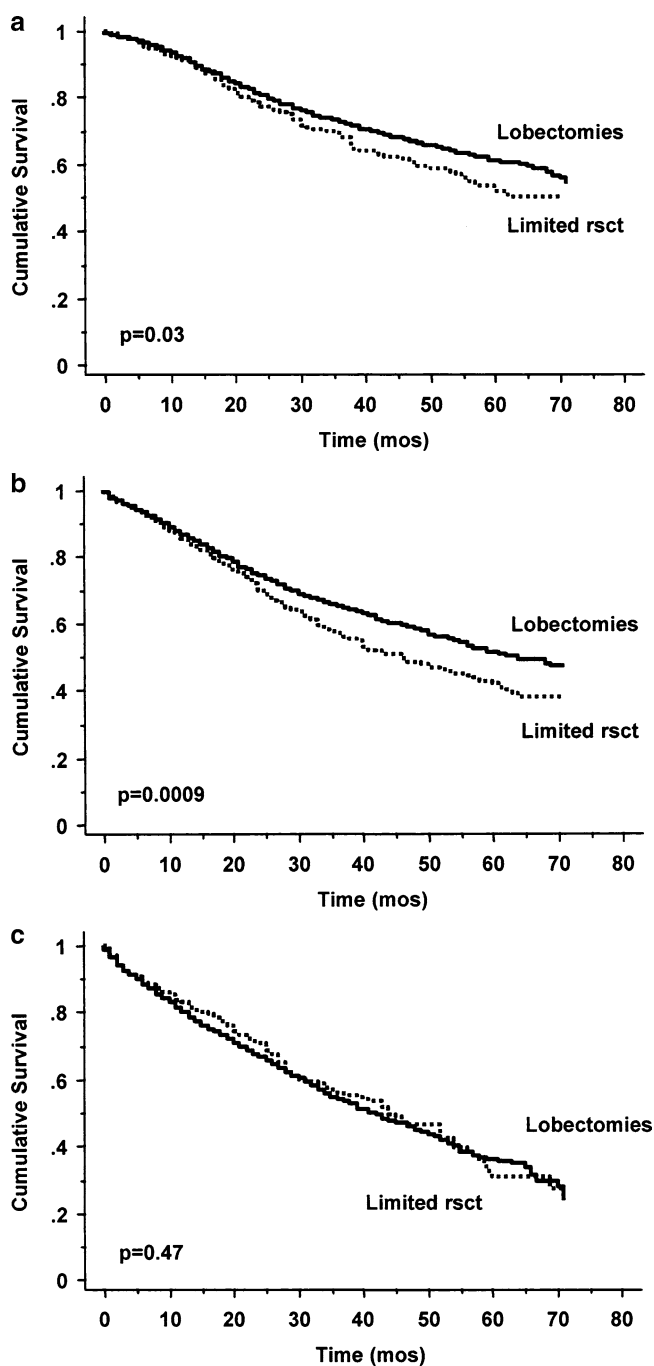 a
1
.8
.6
.4
.2
0
Cumulative Survival
Lobectomies
Limited rsct
p=0.03
0 10 20 30 40 50 60 70 80
Time (mos)
b
1
.8
.6
.4
.2
0
Cumulative Survival
Lobectomies
Limited rsct
p=0.0009
0 10 20 30 40 50 60 70 80
Time (mos)
c
1
.8
.6
.4
.2
0
Cumulative Survival
Lobectomies
Limited rsct
p=0.47
0 10 20 30 40 50 60 70 80
Time (mos)